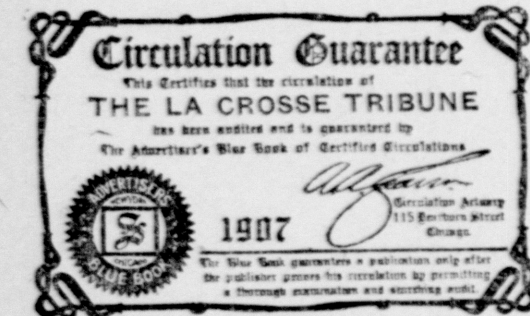 Circulation Guarantee
This Certifies that the circulation of
THE LA CROSSE TRIBUNE
has been audited and is guaranteed by
The Advertiser's Blue Book of Certified Circulations
ADVERTISERS
BLUE BOOK
1907
Circulation Actuary
115 Dearborn Street
Chicago.
The Blue Book guarantees a publication only after
the publisher proves his circulation by permitting
a thorough examination and searching audit.